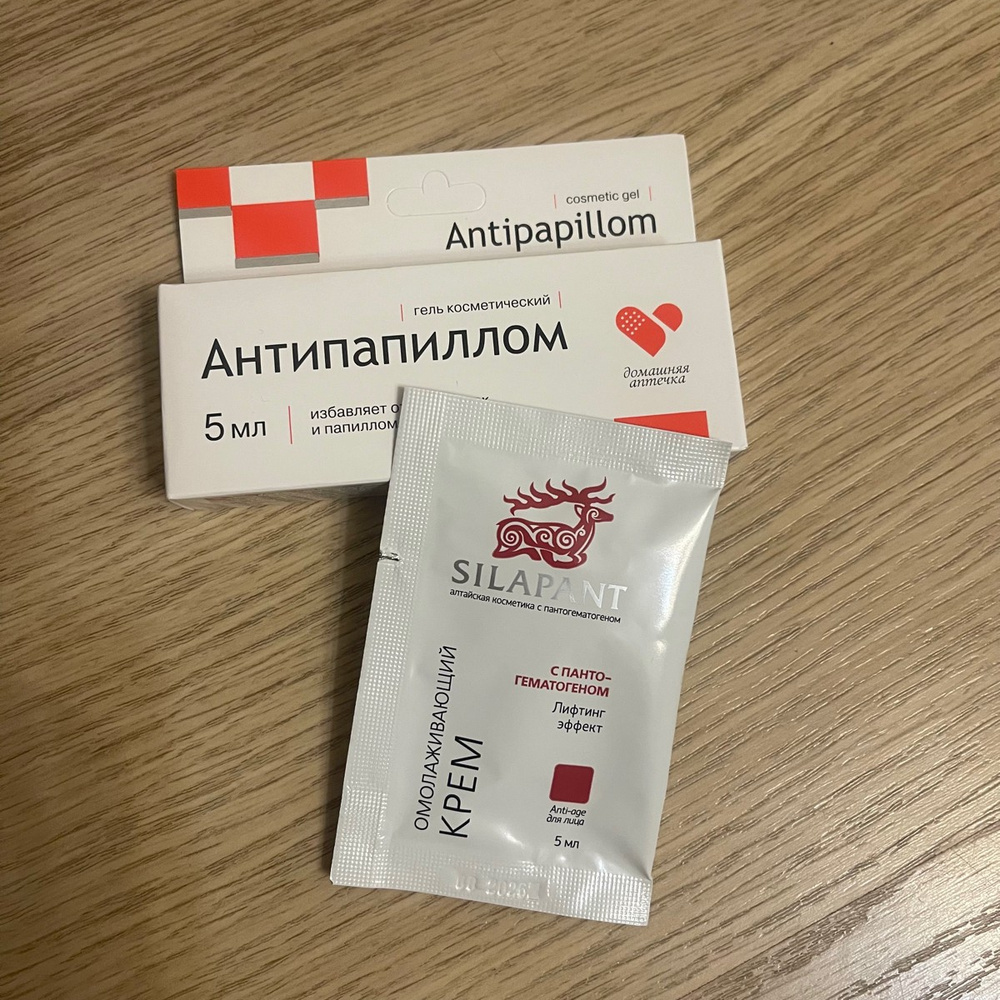 cosmetic gel
Antipapillom
гель косметический
Антипапиллом
домашняя
аптечка
5 мл
избавляет
и папиллом
SILAPANT
алтайская косметика с пантогематогеном
ОМОЛАЖИВАЮЩИЙ
КРЕМ
С ПАНТО-
ГЕМАТОГЕНОМ
Лифтинг
эффект
Anti-age
для лица
5 мл
2026